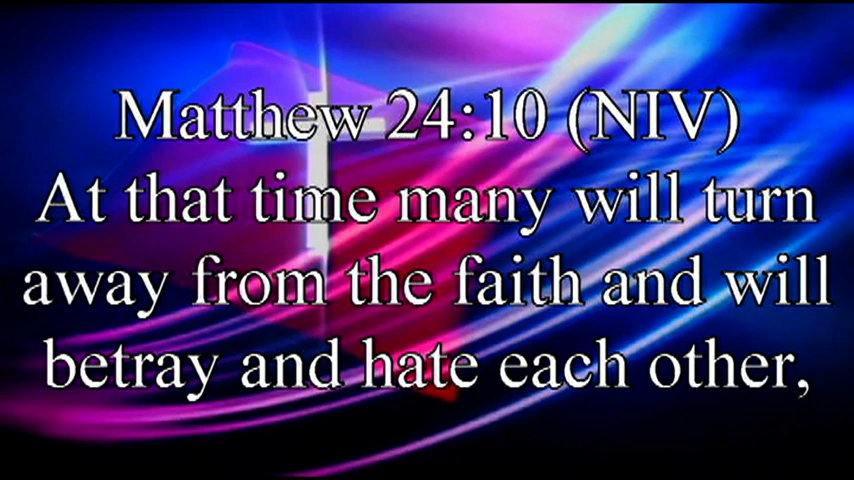 Matthew 24:10 (NIV)
At that time many will turn
away from the faith and will
betray and hate each other,